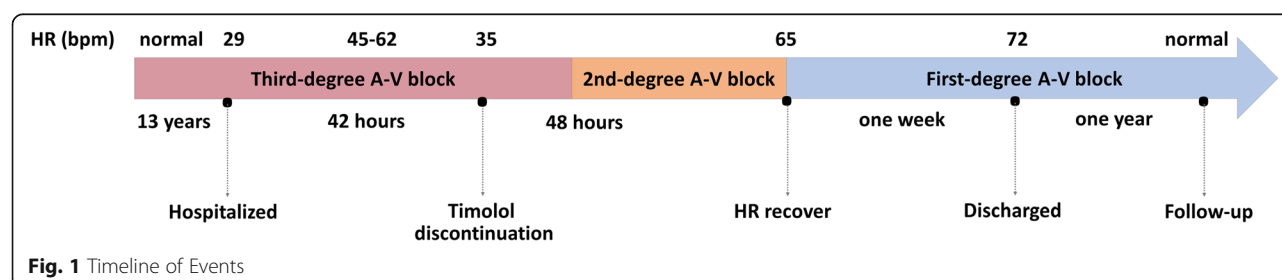 HR (bpm) normal 29 45-62 35 65 72 normal
Third-degree A-V block 2nd-degree A-V block First-degree A-V block
13 years 42 hours 48 hours one week one year
Hospitalized Timolol discontinuation HR recover Discharged Follow-up
Fig. 1 Timeline of Events